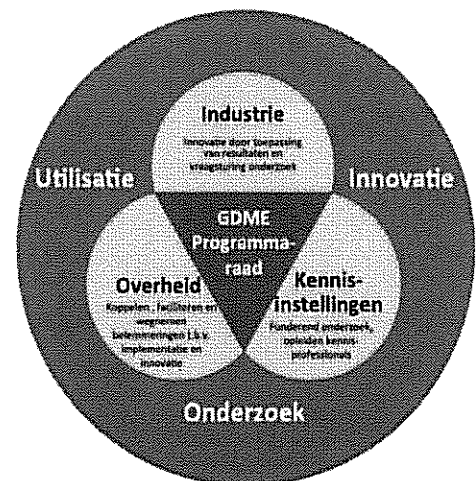 Industrie
Innovatie door toepassing
van resultaten en
vraagsturing onderzoek
Utilisatie
Innovatie
GDME
Programma-
raad
Overheid
Koppelen, faciliteren en
wegnemen
belemmeringen t.b.v.
implementatie en
innovatie
Kennis-
instellingen
Funderend onderzoek,
opleiden kennis-
professionals
Onderzoek